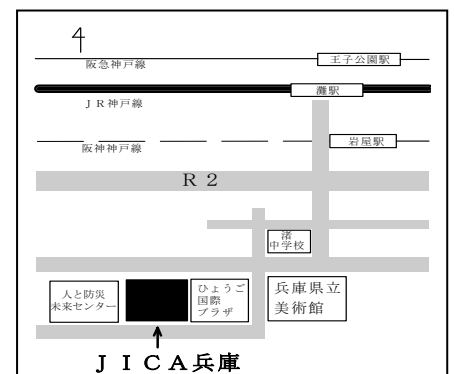 4
阪急神戸線
王子公園駅
灘駅
ＪＲ神戸線
阪神神戸線
岩屋駅
Ｒ２
渚
中学校
人と防災
未来センター
ひょうご
国際
プラザ
兵庫県立
美術館
ＪＩＣＡ兵庫